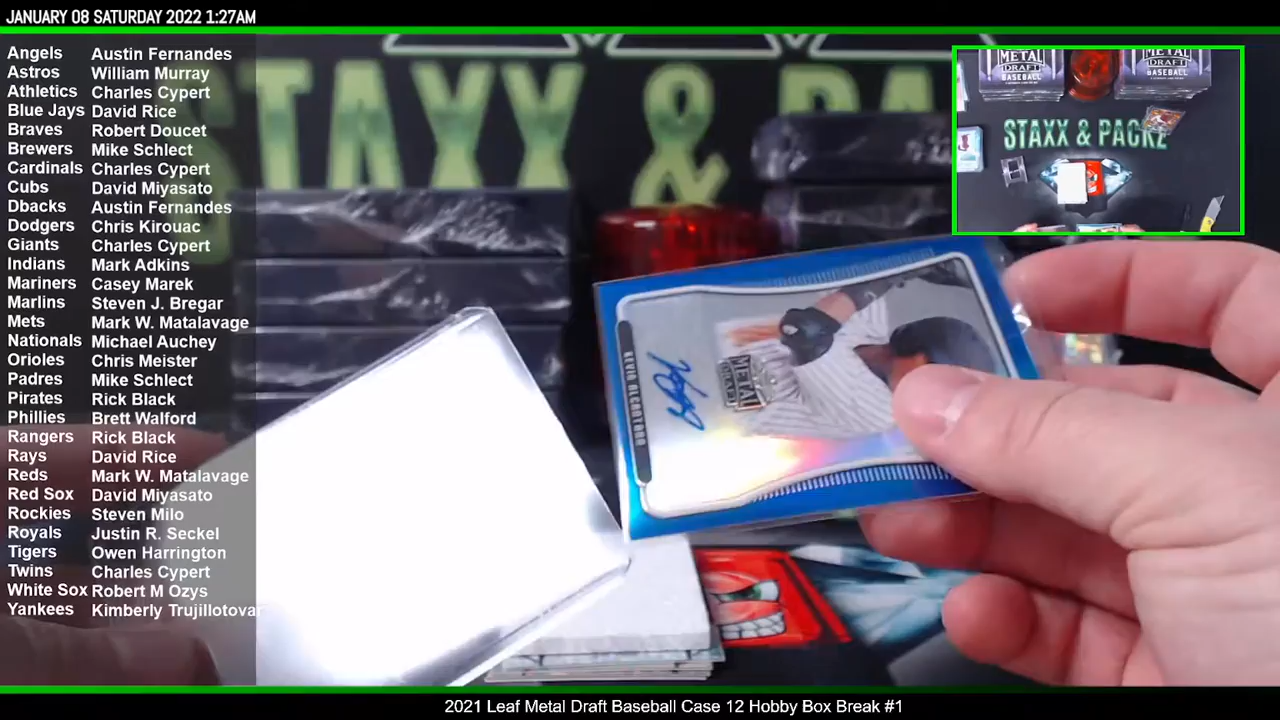 JANUARY 08 SATURDAY 2022 1:27AM
Angels Austin Fernandes
Astros William Murray
Athletics Charles Cypert
Blue Jays David Rice
Braves Robert Doucet
Brewers Mike Schlect
Cardinals Charles Cypert
Cubs David Miyasato
Dbacks Austin Fernandes
Dodgers Chris Kirouac
Giants Charles Cypert
Indians Mark Adkins
Mariners Casey Marek
Marlins Steven J. Bregar
Mets Mark W. Matalavage
Nationals Michael Auchey
Orioles Chris Meister
Padres Mike Schlect
Pirates Rick Black
Phillies Brett Walford
Rangers Rick Black
Rays David Rice
Reds Mark W. Matalavage
Red Sox David Miyasato
Rockies Steven Milo
Royals Justin R. Seckel
Tigers Owen Harrington
Twins Charles Cypert
White Sox Robert M Ozys
Yankees Kimberly Trujillotovar
STAXX & PA
METAL
DRAFT
BASEBALL
METAL
DRAFT
BASEBALL
STAXX & PACKZ
KEVIN ALCANTARA
METAL
DRAFT
2021 Leaf Metal Draft Baseball Case 12 Hobby Box Break #1